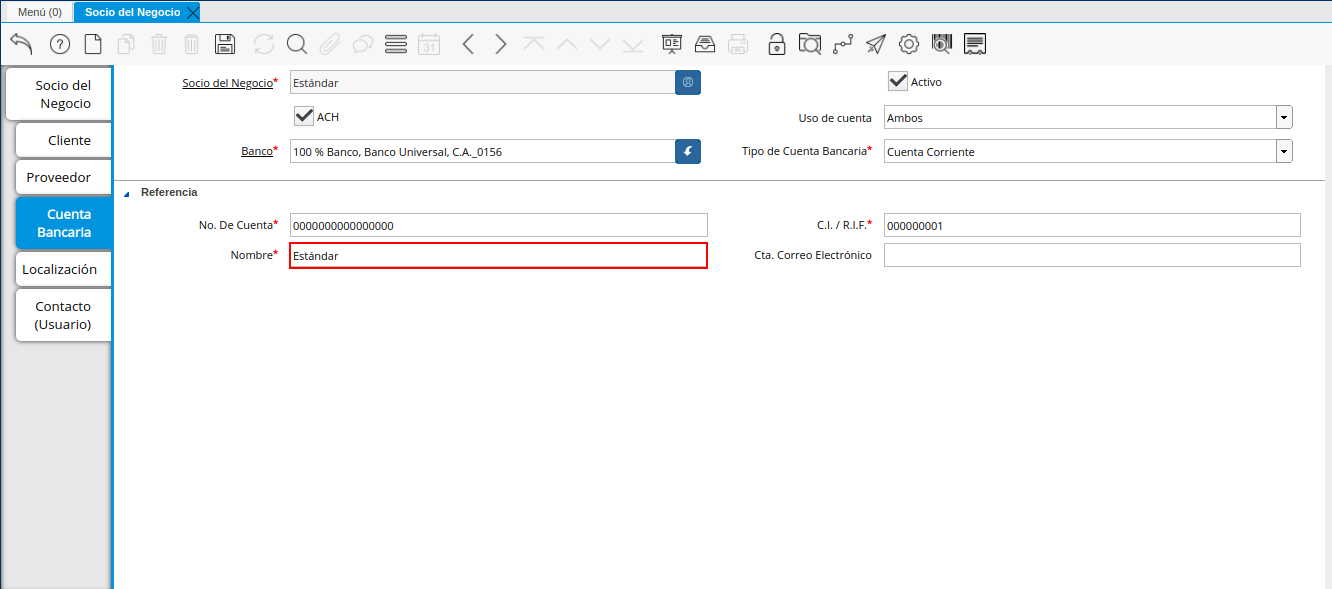 Menú (0)
Socio del Negocio
31
Socio del
Negocio
Cliente
Proveedor
Cuenta
Bancaria
Localización
Contacto
(Usuario)
Socio del Negocio* Estándar
Activo
ACH
Uso de cuenta Ambos
Banco* 100 % Banco, Banco Universal, C.A._0156
Tipo de Cuenta Bancaria* Cuenta Corriente
Referencia
No. De Cuenta* 0000000000000000
C.I. / R.I.F.* 000000001
Nombre* Estándar
Cta. Correo Electrónico